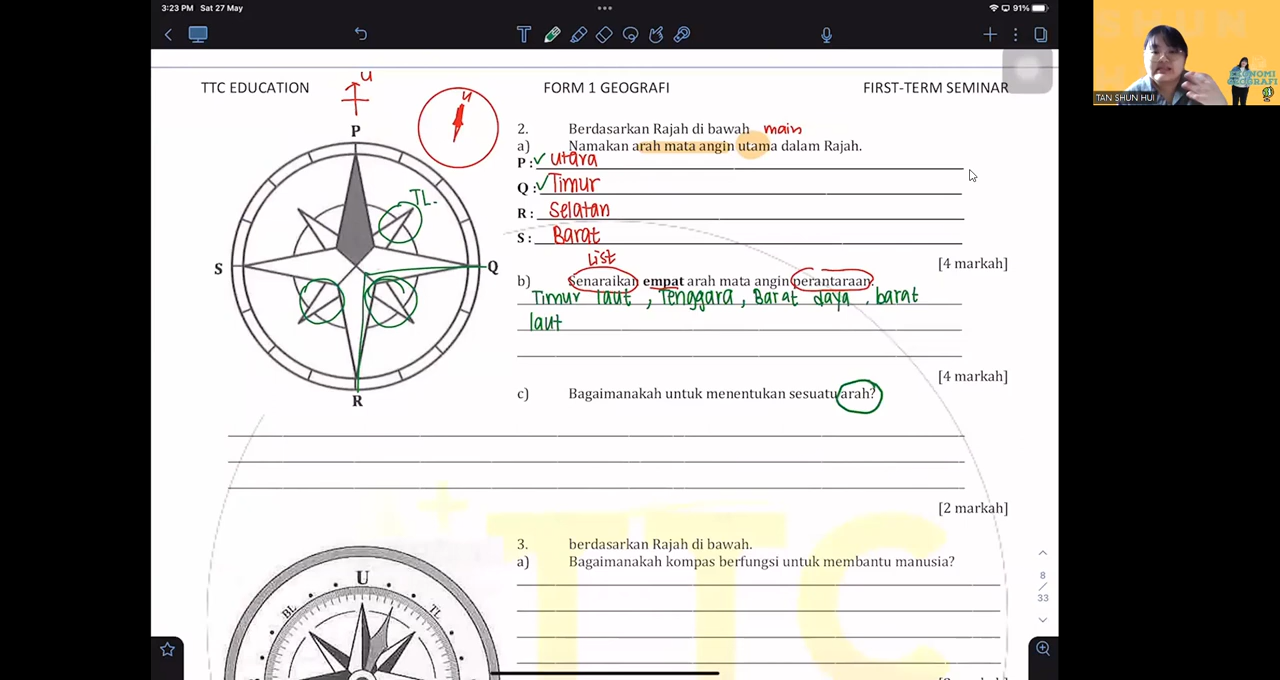 3:23 PM Sat 27 May
91%
TAN SHUN HUI
EKONOMI
GEOGRAFI
TTC EDUCATION
FORM 1 GEOGRAFI
FIRST-TERM SEMINAR
U
U
P
TL.
S
Q
R
2. Berdasarkan Rajah di bawah main
a) Namakan arah mata angin utama dalam Rajah.
P: ✓ utara
Q: ✓ Timur
R: Selatan
S: Barat
[4 markah]
List
b) Senaraikan empat arah mata angin perantaraan.
Timur laut, Tenggara, Barat daya, barat
laut
[4 markah]
c) Bagaimanakah untuk menentukan sesuatu arah?
[2 markah]
3. berdasarkan Rajah di bawah.
a) Bagaimanakah kompas berfungsi untuk membantu manusia?
U
BL
TL
TTC
8
/
33